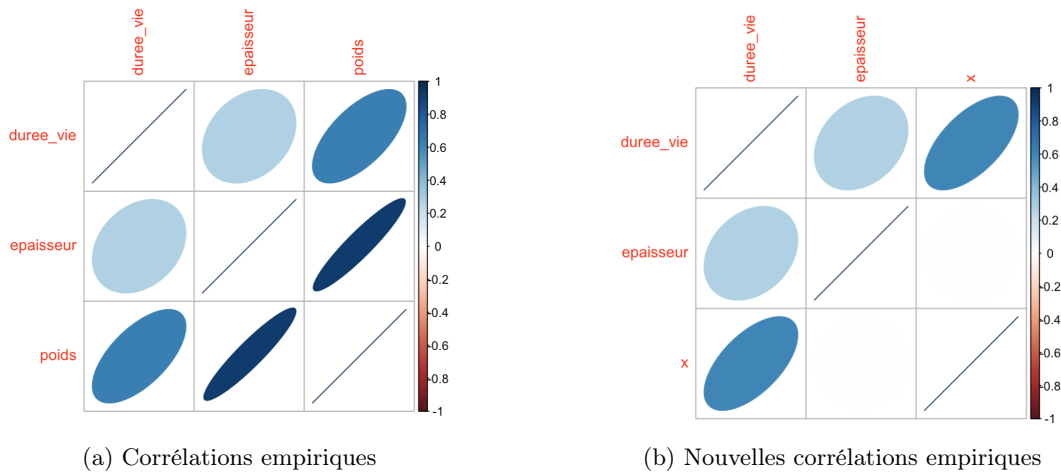 duree_vie
epaisseur
poids
duree_vie
epaisseur
poids
1
0.8
0.6
0.4
0.2
0
-0.2
-0.4
-0.6
-0.8
-1
(a) Corrélations empiriques
duree_vie
epaisseur
x
duree_vie
epaisseur
x
1
0.8
0.6
0.4
0.2
0
-0.2
-0.4
-0.6
-0.8
-1
(b) Nouvelles corrélations empiriques